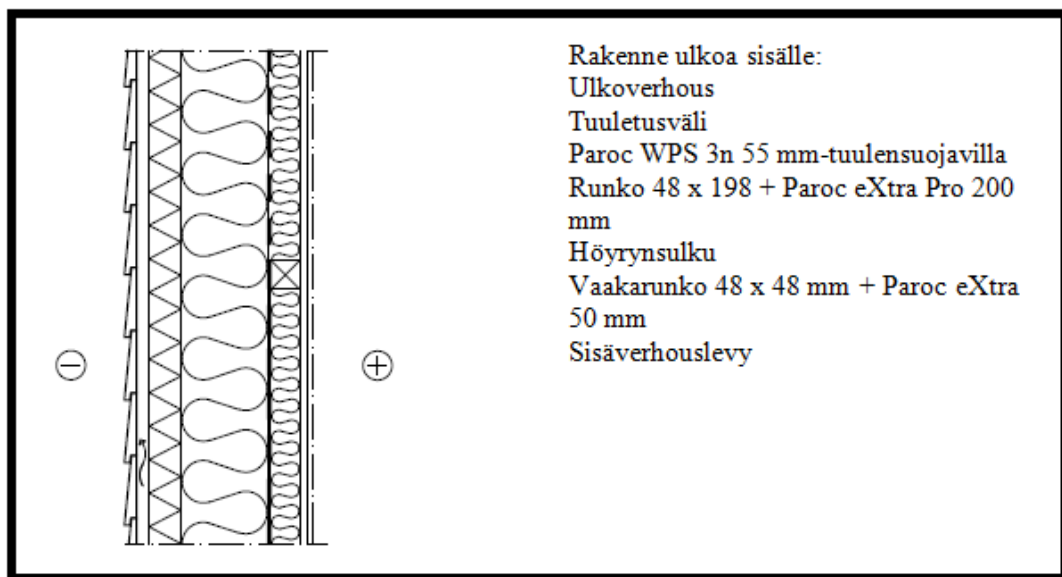 Rakenne ulkoa sisälle:
Ulkoverhous
Tuuletusväli
Paroc WPS 3n 55 mm-tuulensuojavilla
Runko 48 x 198 + Paroc eXtra Pro 200
mm
Höyrynsulku
Vaakarunko 48 x 48 mm + Paroc eXtra
50 mm
Sisäverhouslevy